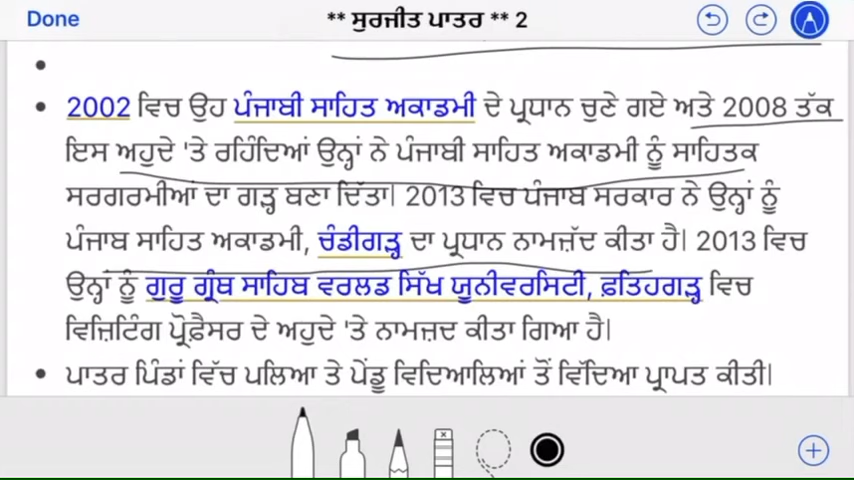 Done
** ਸੁਰਜੀਤ ਪਾਤਰ ** 2
•
• 2002 ਵਿਚ ਉਹ ਪੰਜਾਬੀ ਸਾਹਿਤ ਅਕਾਡਮੀ ਦੇ ਪ੍ਰਧਾਨ ਚੁਣੇ ਗਏ ਅਤੇ 2008 ਤੱਕ
ਇਸ ਅਹੁਦੇ 'ਤੇ ਰਹਿੰਦਿਆਂ ਉਨ੍ਹਾਂ ਨੇ ਪੰਜਾਬੀ ਸਾਹਿਤ ਅਕਾਡਮੀ ਨੂੰ ਸਾਹਿਤਕ
ਸਰਗਰਮੀਆਂ ਦਾ ਗੜ੍ਹ ਬਣਾ ਦਿੱਤਾ। 2013 ਵਿਚ ਪੰਜਾਬ ਸਰਕਾਰ ਨੇ ਉਨ੍ਹਾਂ ਨੂੰ
ਪੰਜਾਬ ਸਾਹਿਤ ਅਕਾਡਮੀ, ਚੰਡੀਗੜ੍ਹ ਦਾ ਪ੍ਰਧਾਨ ਨਾਮਜ਼ੱਦ ਕੀਤਾ ਹੈ। 2013 ਵਿਚ
ਉਨ੍ਹਾਂ ਨੂੰ ਗੁਰੂ ਗ੍ਰੰਥ ਸਾਹਿਬ ਵਰਲਡ ਸਿੱਖ ਯੂਨੀਵਰਸਿਟੀ, ਫ਼ਤਿਹਗੜ੍ਹ ਵਿਚ
ਵਿਜ਼ਿਟਿੰਗ ਪ੍ਰੋਫ਼ੈਸਰ ਦੇ ਅਹੁਦੇ 'ਤੇ ਨਾਮਜ਼ਦ ਕੀਤਾ ਗਿਆ ਹੈ।
• ਪਾਤਰ ਪਿੰਡਾਂ ਵਿੱਚ ਪਲਿਆ ਤੇ ਪੇਂਡੂ ਵਿਦਿਆਲਿਆਂ ਤੋਂ ਵਿੱਦਿਆ ਪ੍ਰਾਪਤ ਕੀਤੀ।